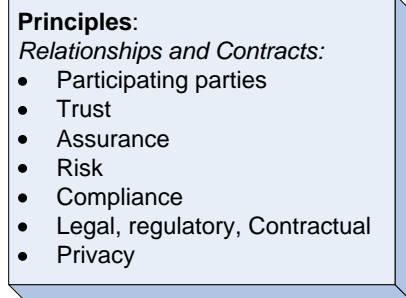 Principles:
Relationships and Contracts:
• Participating parties
• Trust
• Assurance
• Risk
• Compliance
• Legal, regulatory, Contractual
• Privacy